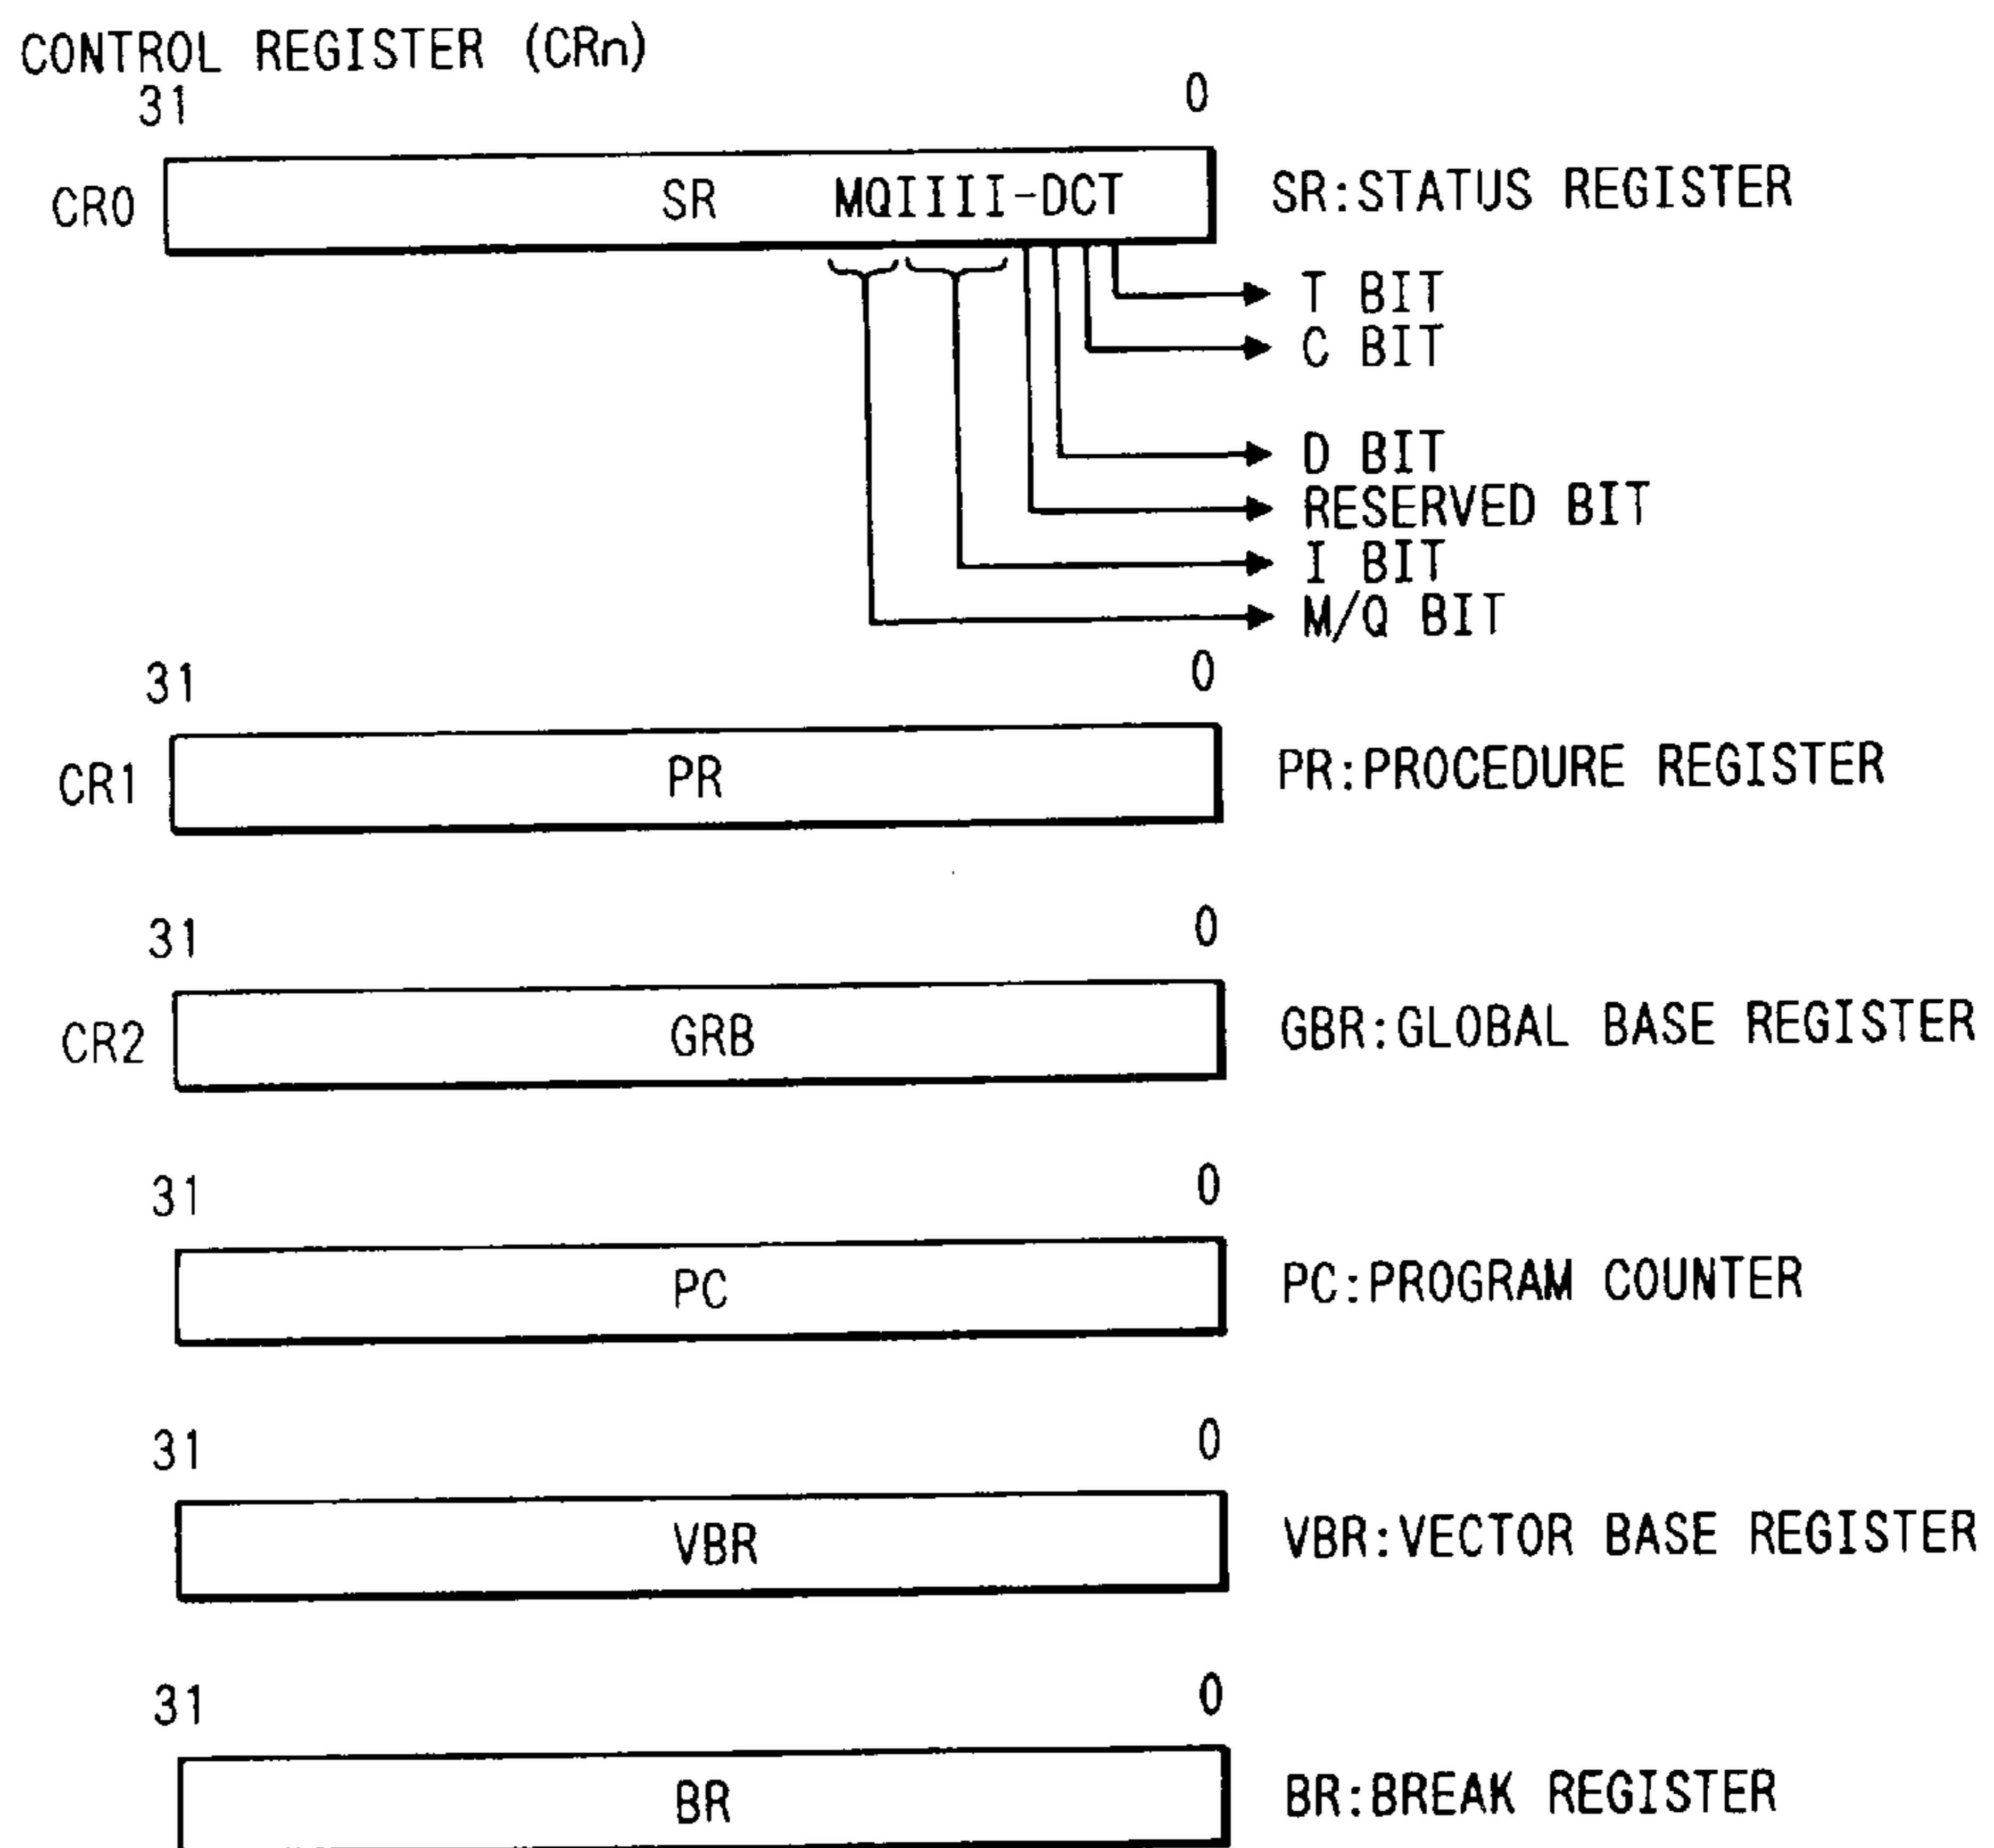 CONTROL REGISTER (CRn)
31 0
CR0 SR MQIIII-DCT SR:STATUS REGISTER
T BIT
C BIT
D BIT
RESERVED BIT
I BIT
M/Q BIT
31 0
CR1 PR PR:PROCEDURE REGISTER
31 0
CR2 GRB GBR:GLOBAL BASE REGISTER
31 0
PC PC:PROGRAM COUNTER
31 0
VBR VBR:VECTOR BASE REGISTER
31 0
BR BR:BREAK REGISTER